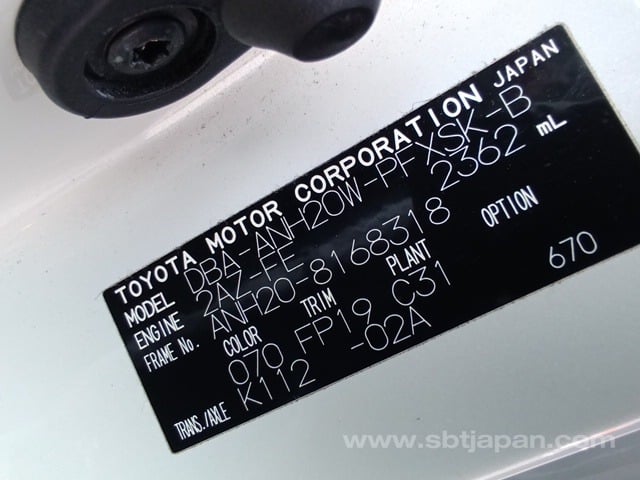 TOYOTA MOTOR CORPORATION JAPAN
MODEL DBA-ANH20W-PFXSK-B
ENGINE 2AZ-FE 2362 mL
FRAME No. ANH20-8168318
COLOR TRIM PLANT OPTION
070 FP19 C31 670
TRANS./AXLE K112 -02A
www.sbtjapan.com